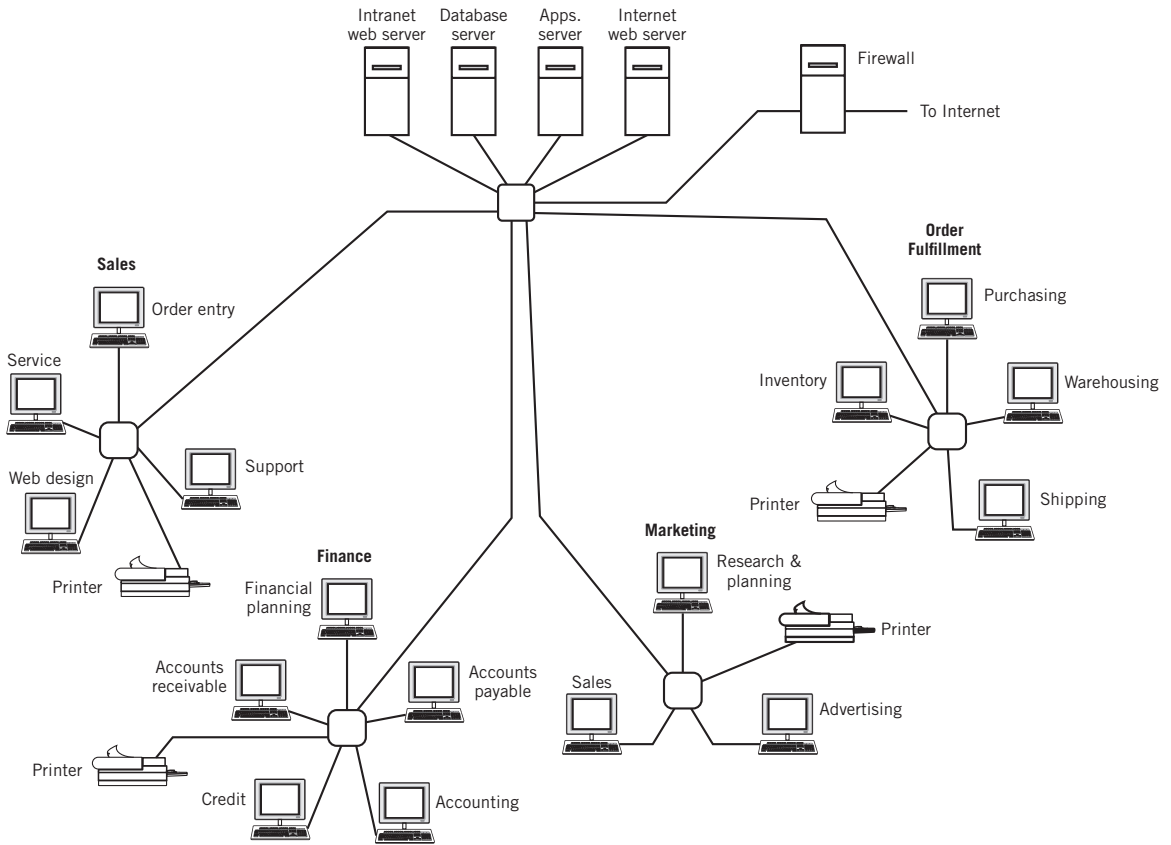 Intranet
web server
Database
server
Apps.
server
Internet
web server
Firewall
To Internet
Sales
Order entry
Service
Web design
Support
Printer
Finance
Financial
planning
Accounts
receivable
Accounts
payable
Printer
Credit
Accounting
Marketing
Research &
planning
Printer
Sales
Advertising
Order
Fulfillment
Purchasing
Inventory
Warehousing
Printer
Shipping